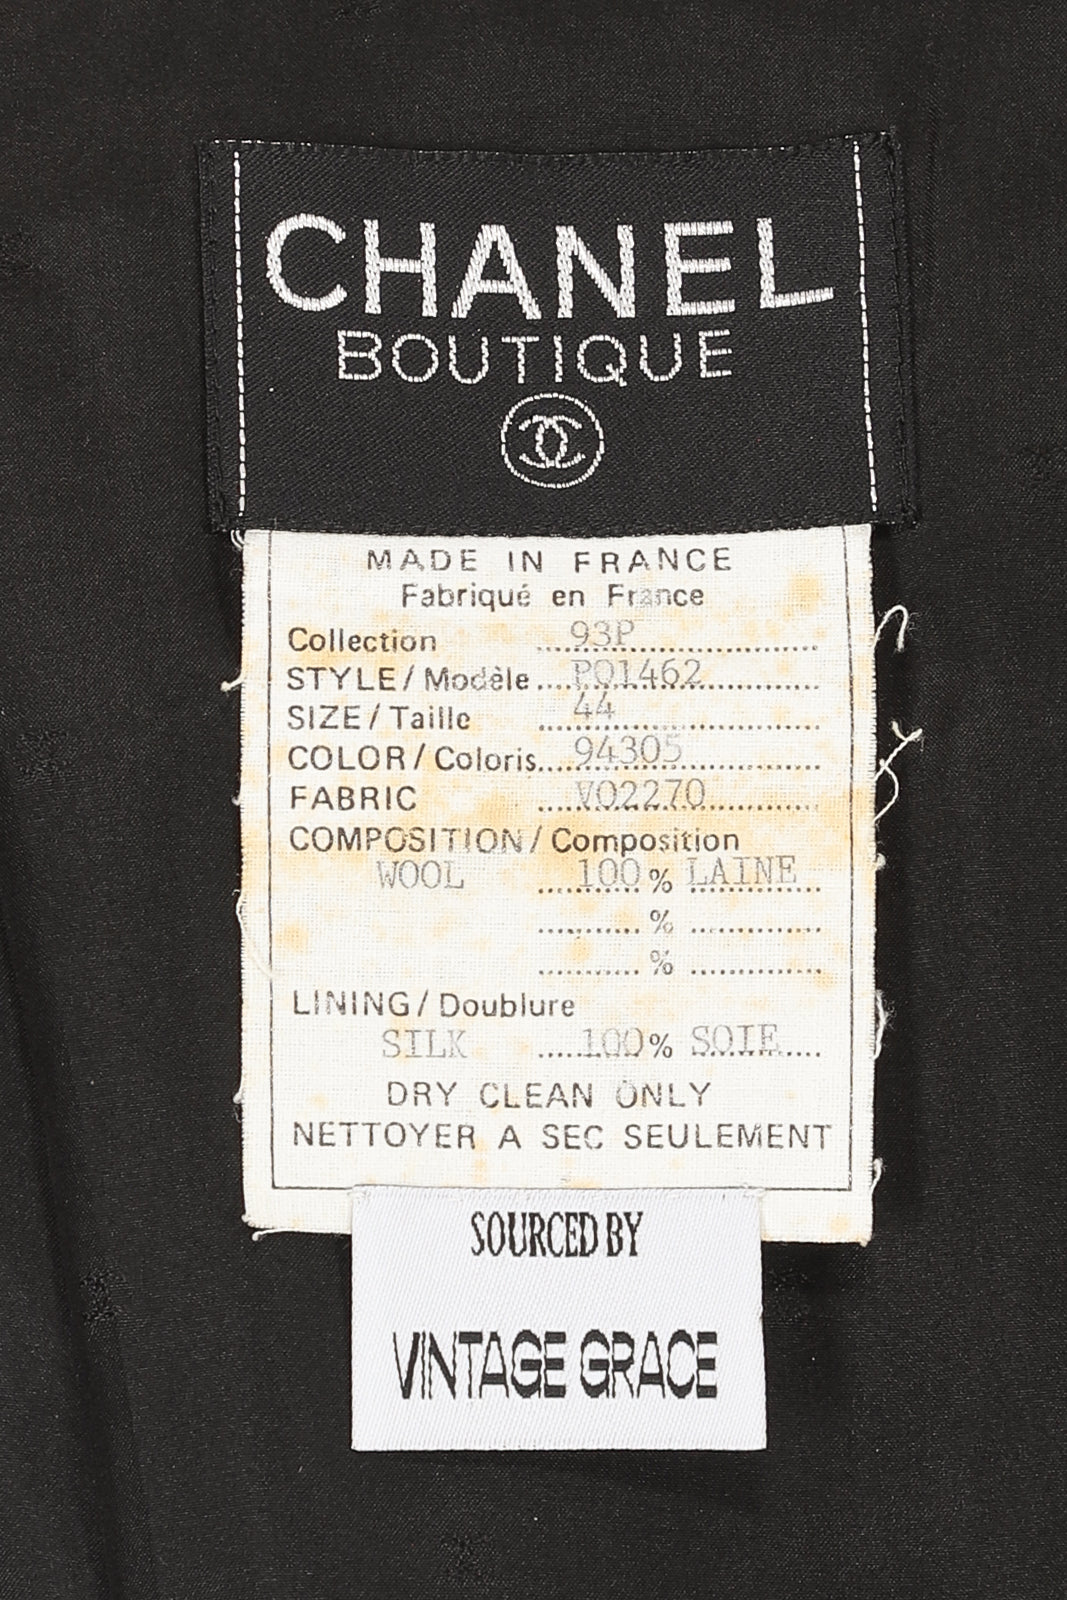 CHANEL
BOUTIQUE
MADE IN FRANCE
Fabriqué en France
Collection 93P
STYLE / Modèle P01462
SIZE / Taille 44
COLOR / Coloris 94305
FABRIC V02270
COMPOSITION / Composition
WOOL 100 % LAINE
%
%
LINING / Doublure
SILK 100 % SOIE
DRY CLEAN ONLY
NETTOYER A SEC SEULEMENT
SOURCED BY
VINTAGE GRACE